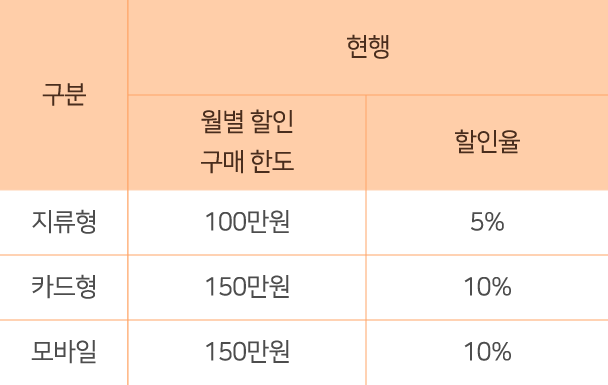 구분
현행
월별 할인
구매 한도
할인율
지류형 100만원 5%
카드형 150만원 10%
모바일 150만원 10%